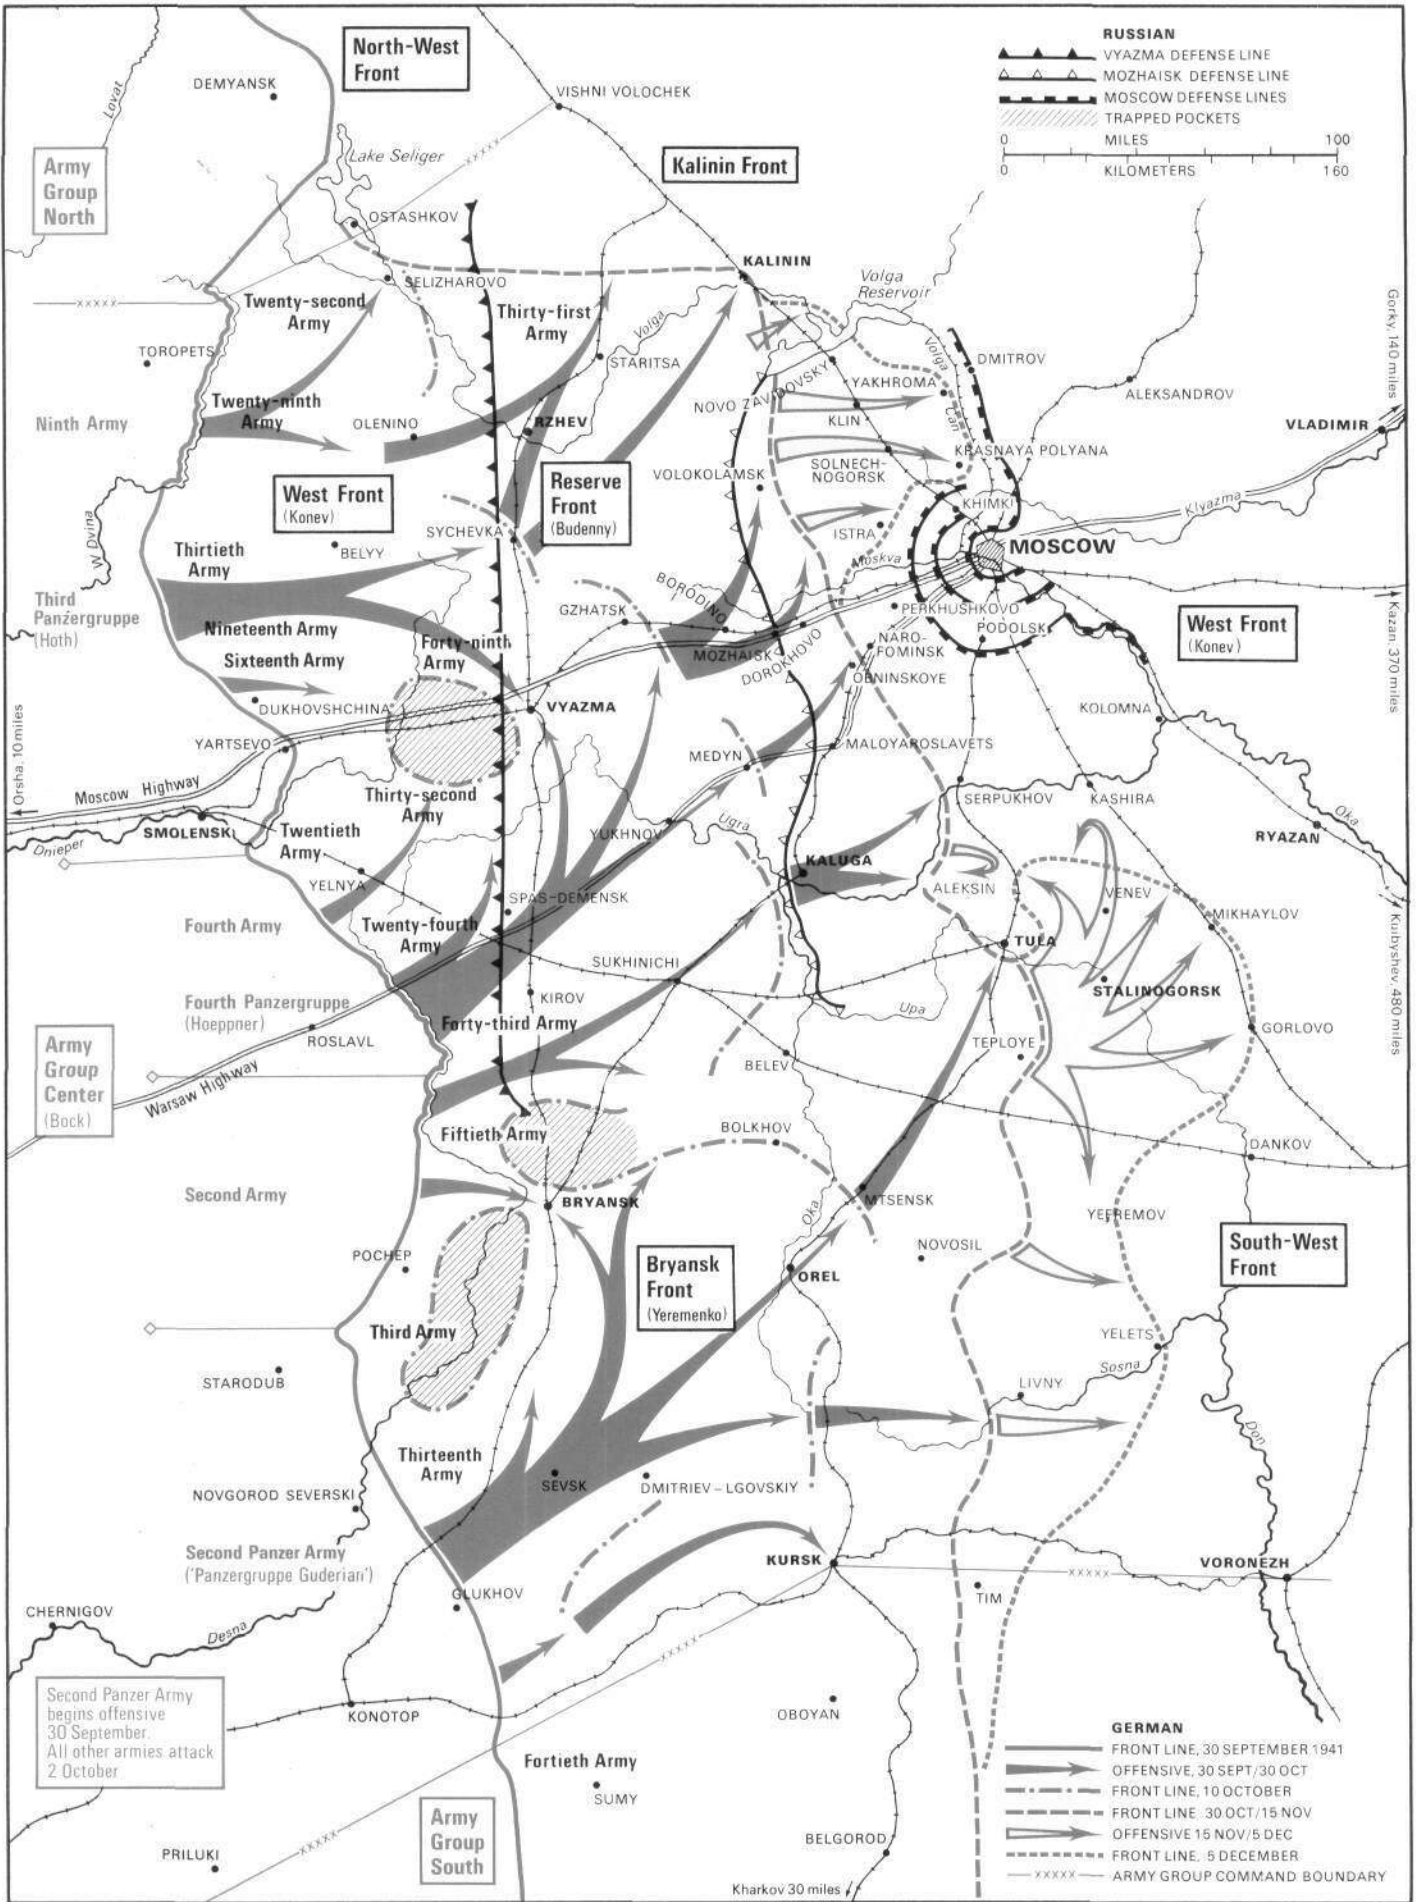 North-West
Front
DEMYANSK
Lovat
VISHNI VOLOCHEK
RUSSIAN
VYAZMA DEFENSE LINE
MOZHAISK DEFENSE LINE
MOSCOW DEFENSE LINES
TRAPPED POCKETS
0 MILES 100
0 KILOMETERS 160
Army
Group
North
Lake Seliger
XXXXX
Kalinin Front
OSTASHKOV
KALININ
SELIZHAROVO
Volga
Reservoir
XXXXX
Twenty-second
Army
Thirty-first
Army
Volga
Volga
Gorky, 140 miles
TOROPETS
STARITSA
DMITROV
NOVO ZAVIDOVSKY
YAKHROMA
ALEKSANDROV
Ninth Army
Twenty-ninth
Army
OLENINO
RZHEV
KLIN
Can
VLADIMIR
KRASNAYA POLYANA
VOLOKOLAMSK
SOLNECH-
NOGORSK
West Front
(Konev)
Reserve
Front
(Budenny)
KHIMKI
Klyazma
W Dvina
SYCHEVKA
ISTRA
BELYY
MOSCOW
Thirtieth
Army
Moskva
BORODINO
Third
Panzergruppe
(Hoth)
GZHATSK
PERKHUSHKOVO
PODOLSK
Kazan, 370 miles
West Front
(Konev)
Nineteenth Army
Forty-ninth
Army
MOZHAISK
DOROKHOVO
NARO-
FOMINSK
Sixteenth Army
OBNINSKOYE
DUKHOVSHCHINA
VYAZMA
KOLOMNA
Orsha, 10 miles
YARTSEVO
MEDYN
MALOYAROSLAVETS
Moscow Highway
Thirty-second
Army
SERPUKHOV
KASHIRA
Oka
SMOLENSK
Dnieper
Twentieth
Army
YUKHNOV
Ugra
RYAZAN
KALUGA
YELNYA
ALEKSIN
VENEV
SPAS-DEMENSK
MIKHAYLOV
Kuibyshev, 480 miles
Fourth Army
Twenty-fourth
Army
TULA
SUKHINICHI
STALINOGORSK
Fourth Panzergruppe
(Hoeppner)
KIROV
Upa
ROSLAVL
Forty-third Army
GORLOVO
Army
Group
Center
(Bock)
TEPLOYE
BELEV
Warsaw Highway
Fiftieth Army
BOLKHOV
DANKOV
Second Army
BRYANSK
MTSENSK
Oka
YEFREMOV
NOVOSIL
South-West
Front
POCHEP
Bryansk
Front
(Yeremenko)
OREL
Third Army
YELETS
Sosna
STARODUB
LIVNY
Don
Thirteenth
Army
SEVSK
DMITRIEV-LGOVSKIY
NOVGOROD SEVERSKI
Second Panzer Army
('Panzergruppe Guderian')
KURSK
VORONEZH
XXXXX
GLUKHOV
TIM
CHERNIGOV
Desna
XXXXX
Second Panzer Army
begins offensive
30 September.
All other armies attack
2 October
KONOTOP
OBOYAN
GERMAN
FRONT LINE, 30 SEPTEMBER 1941
OFFENSIVE, 30 SEPT/30 OCT
FRONT LINE, 10 OCTOBER
FRONT LINE 30 OCT/15 NOV
OFFENSIVE 15 NOV/5 DEC
FRONT LINE, 5 DECEMBER
XXXXX ARMY GROUP COMMAND BOUNDARY
Fortieth Army
SUMY
Army
Group
South
XXXXX
PRILUKI
BELGOROD
Kharkov 30 miles